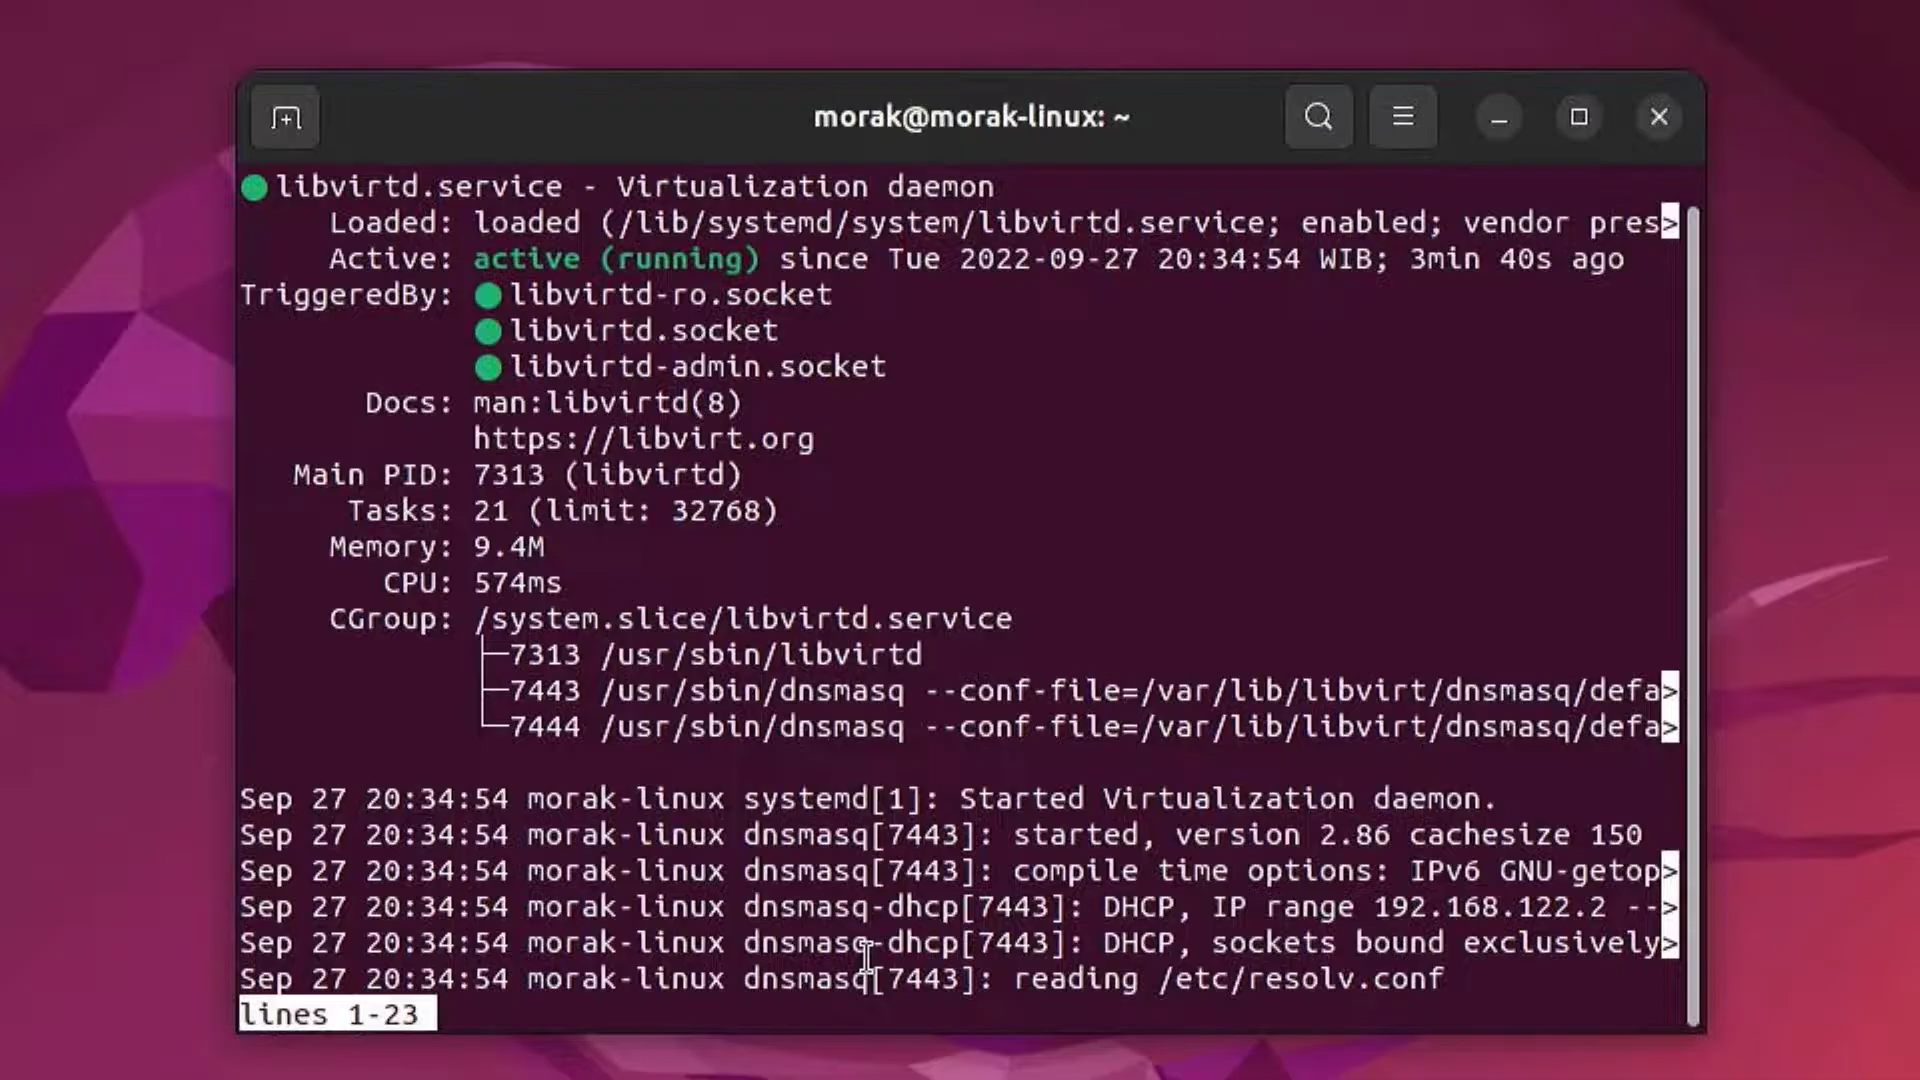 morak@morak-linux: ~
libvirtd.service - Virtualization daemon
Loaded: loaded (/lib/systemd/system/libvirtd.service; enabled; vendor pres>
Active: active (running) since Tue 2022-09-27 20:34:54 WIB; 3min 40s ago
TriggeredBy: libvirtd-ro.socket
libvirtd.socket
libvirtd-admin.socket
Docs: man:libvirtd(8)
https://libvirt.org
Main PID: 7313 (libvirtd)
Tasks: 21 (limit: 32768)
Memory: 9.4M
CPU: 574ms
CGroup: /system.slice/libvirtd.service
├─7313 /usr/sbin/libvirtd
├─7443 /usr/sbin/dnsmasq --conf-file=/var/lib/libvirt/dnsmasq/defa>
└─7444 /usr/sbin/dnsmasq --conf-file=/var/lib/libvirt/dnsmasq/defa>
Sep 27 20:34:54 morak-linux systemd[1]: Started Virtualization daemon.
Sep 27 20:34:54 morak-linux dnsmasq[7443]: started, version 2.86 cachesize 150
Sep 27 20:34:54 morak-linux dnsmasq[7443]: compile time options: IPv6 GNU-getop>
Sep 27 20:34:54 morak-linux dnsmasq-dhcp[7443]: DHCP, IP range 192.168.122.2 -->
Sep 27 20:34:54 morak-linux dnsmasq-dhcp[7443]: DHCP, sockets bound exclusively>
Sep 27 20:34:54 morak-linux dnsmasq[7443]: reading /etc/resolv.conf
lines 1-23